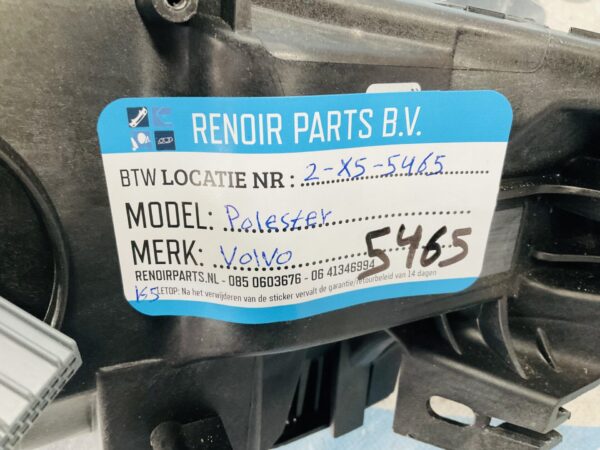 RENOIR PARTS B.V.
BTW LOCATIE NR: 2-X5-5465
MODEL: Polester
MERK: Volvo 5465
RENOIRPARTS.NL - 085 0603676 - 06 41346994
LETOP: Na het verwijderen van de sticker vervalt de garantie/retourbeleid van 14 dagen